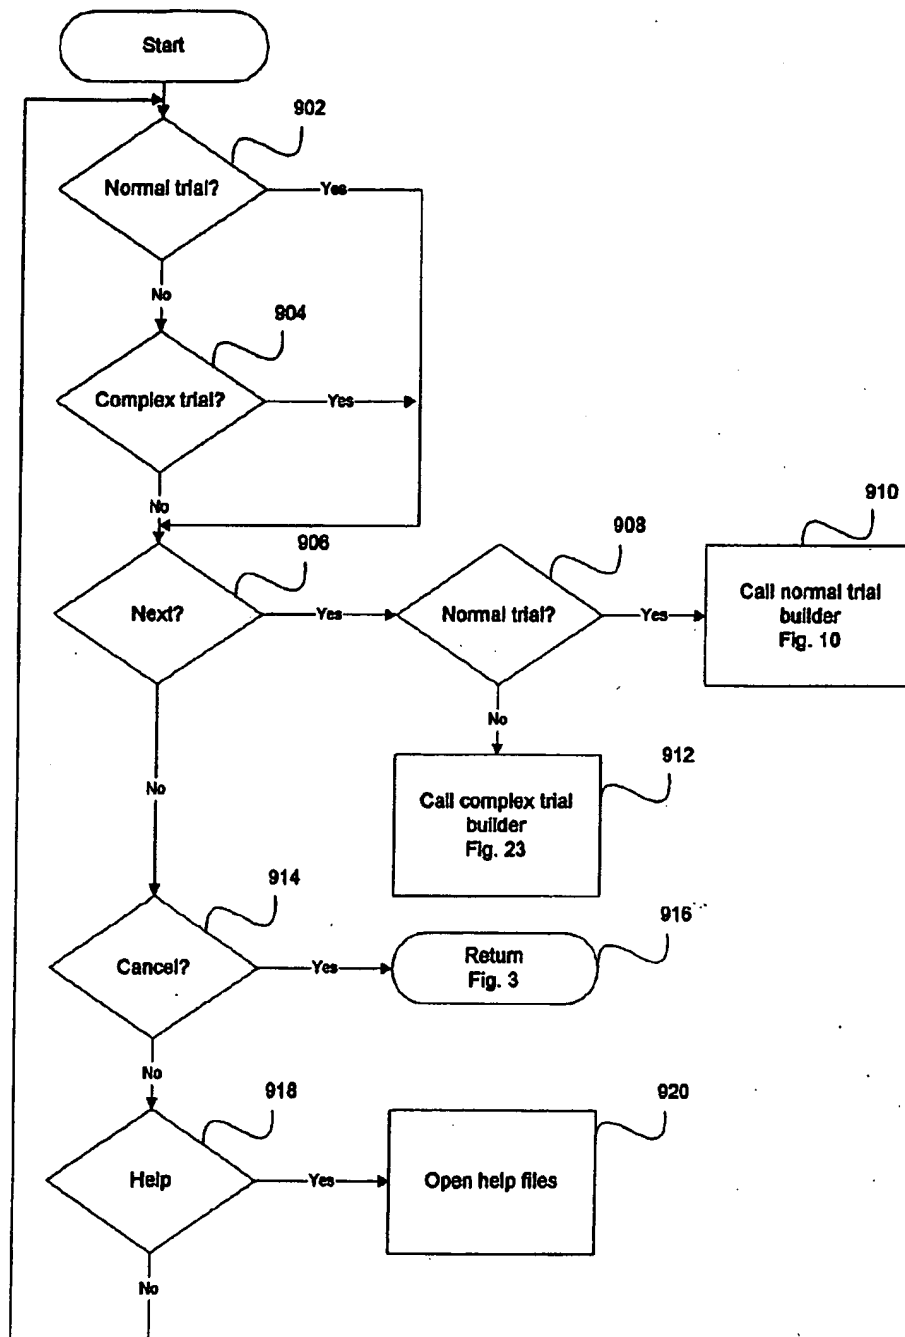 Start
902
Normal trial?
Yes
No
904
Complex trial?
Yes
No
906
Next?
Yes
908
Normal trial?
Yes
910
Call normal trial
builder
Fig. 10
No
912
Call complex trial
builder
Fig. 23
No
914
Cancel?
Yes
916
Return
Fig. 3
No
918
Help
Yes
920
Open help files
No